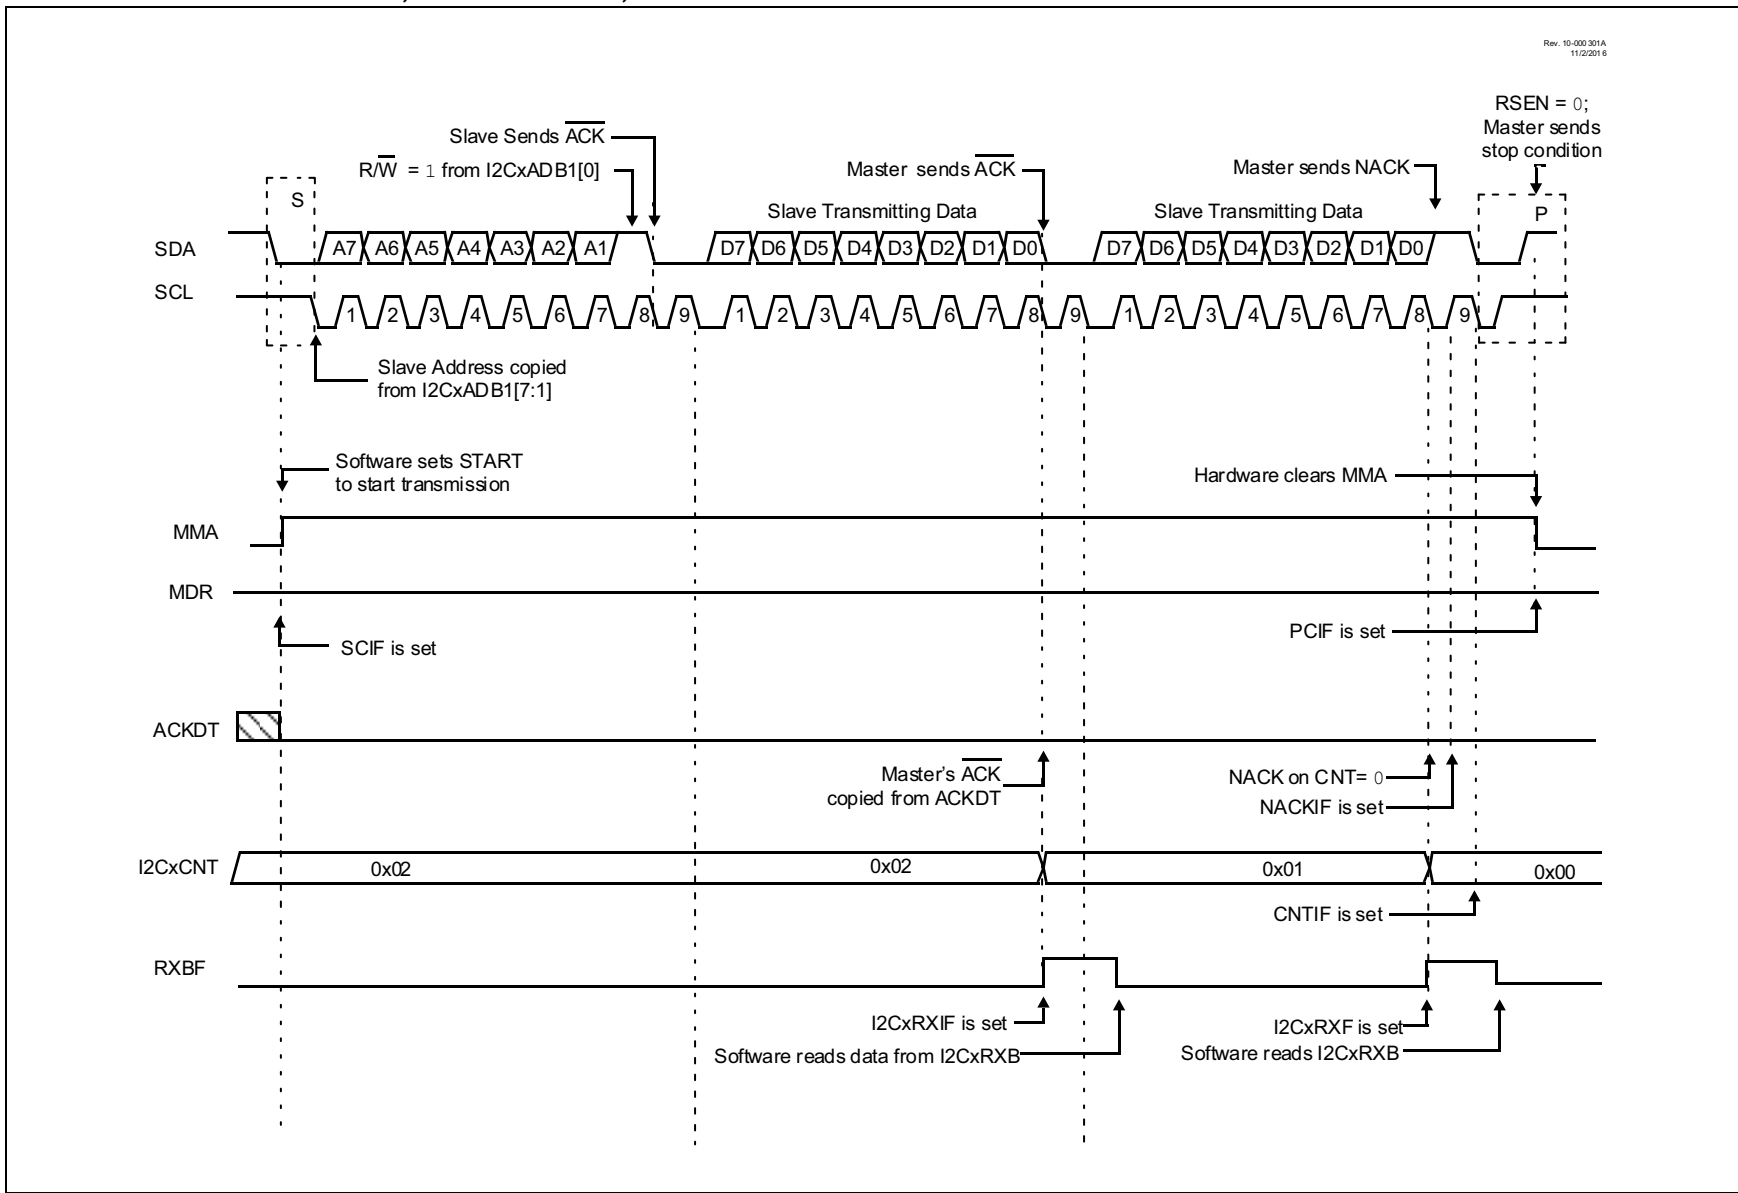 Rev. 10-000301A
11/2/2016
RSEN = 0;
Master sends
stop condition
Slave Sends ACK
R/W = 1 from I2CxADB1[0]
Master sends ACK
Master sends NACK
S
Slave Transmitting Data
Slave Transmitting Data
P
SDA
A7 A6 A5 A4 A3 A2 A1
D7 D6 D5 D4 D3 D2 D1 D0
D7 D6 D5 D4 D3 D2 D1 D0
SCL
1 2 3 4 5 6 7 8 9
1 2 3 4 5 6 7 8 9
1 2 3 4 5 6 7 8 9
Slave Address copied
from I2CxADB1[7:1]
Software sets START
to start transmission
Hardware clears MMA
MMA
MDR
SCIF is set
PCIF is set
ACKDT
Master's ACK
copied from ACKDT
NACK on CNT= 0
NACKIF is set
I2CxCNT
0x02
0x02
0x01
0x00
CNTIF is set
RXBF
I2CxRXIF is set
I2CxRXF is set
Software reads data from I2CxRXB
Software reads I2CxRXB